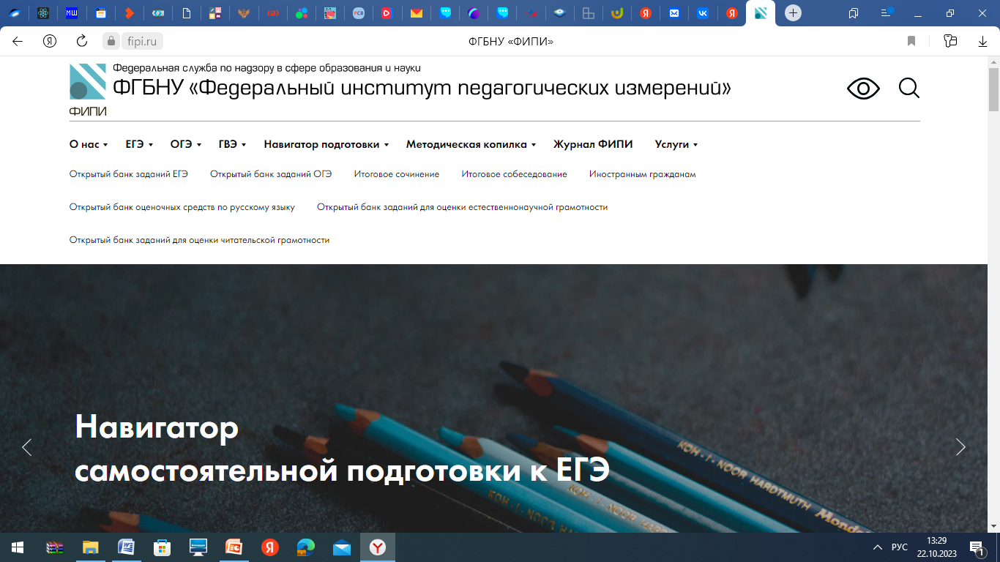 fipi.ru
ФГБНУ «ФИПИ»
Федеральная служба по надзору в сфере образования и науки
ФГБНУ «Федеральный институт педагогических измерений»
ФИПИ
О нас ЕГЭ ОГЭ ГВЭ Навигатор подготовки Методическая копилка Журнал ФИПИ Услуги
Открытый банк заданий ЕГЭ Открытый банк заданий ОГЭ Итоговое сочинение Итоговое собеседование Иностранным гражданам
Открытый банк оценочных средств по русскому языку Открытый банк заданий для оценки естественнонаучной грамотности
Открытый банк заданий для оценки читательской грамотности
Навигатор
самостоятельной подготовки к ЕГЭ
KOH-I-NOOR HARDTMUTH
KOH-I-NOOR
KOH-I-NOOR
РУС
13:29
22.10.2023
1